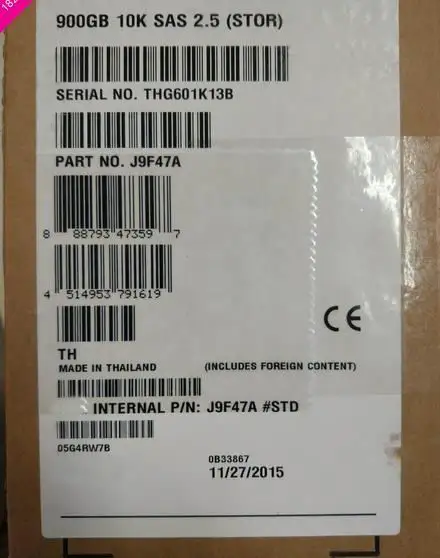 900GB 10K SAS 2.5 (STOR)
SERIAL NO. THG601K13B
PART NO. J9F47A
8 88793 47359 7
4 514953 791619
CE
TH
MADE IN THAILAND (INCLUDES FOREIGN CONTENT)
INTERNAL P/N: J9F47A #STD
05G4RW7B
0B33867
11/27/2015